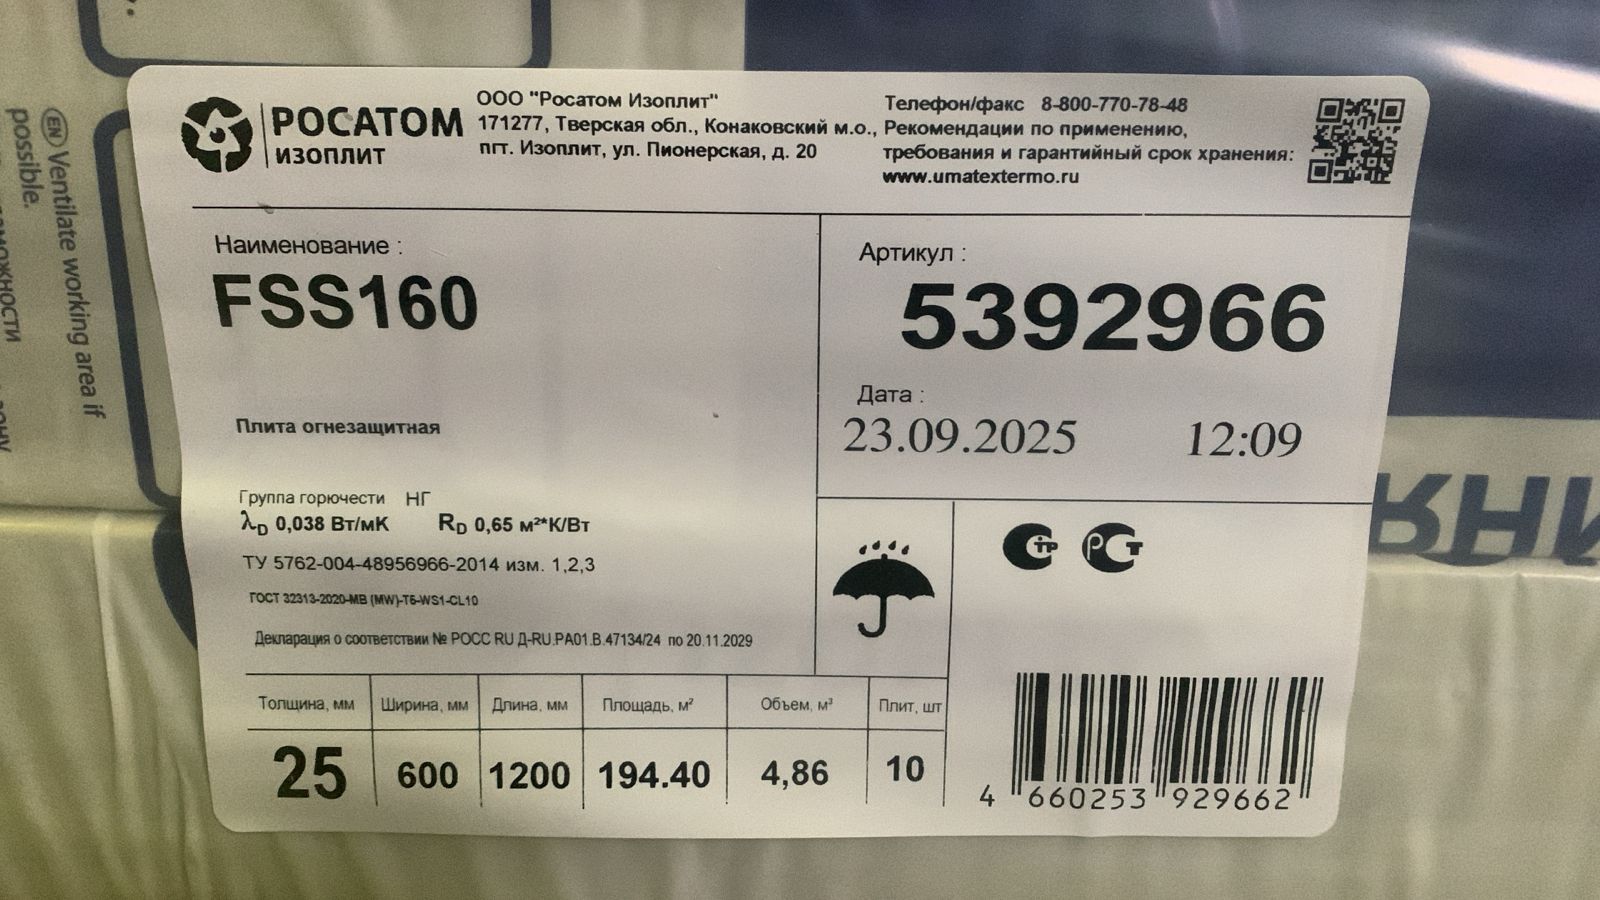 РОСАТОМ
ИЗОПЛИТ
ООО "Росатом Изоплит"
171277, Тверская обл., Конаковский м.о.,
пгт. Изоплит, ул. Пионерская, д. 20
Телефон/факс 8-800-770-78-48
Рекомендации по применению,
требования и гарантийный срок хранения:
www.umatextermo.ru
Наименование :
FSS160
Плита огнезащитная
Группа горючести НГ
λD 0,038 Вт/мК RD 0,65 м²*К/Вт
ТУ 5762-004-48956966-2014 изм. 1,2,3
ГОСТ 32313-2020-МВ (MW)-T6-WS1-CL10
Декларация о соответствии № РОСС RU Д-RU.РА01.В.47134/24 по 20.11.2029
Артикул :
5392966
Дата :
23.09.2025 12:09
СТР РСТ
Толщина, мм Ширина, мм Длина, мм Площадь, м² Объем, м³ Плит, шт
25 600 1200 194.40 4,86 10
4 660253 929662
EN Ventilate working area if
possible.